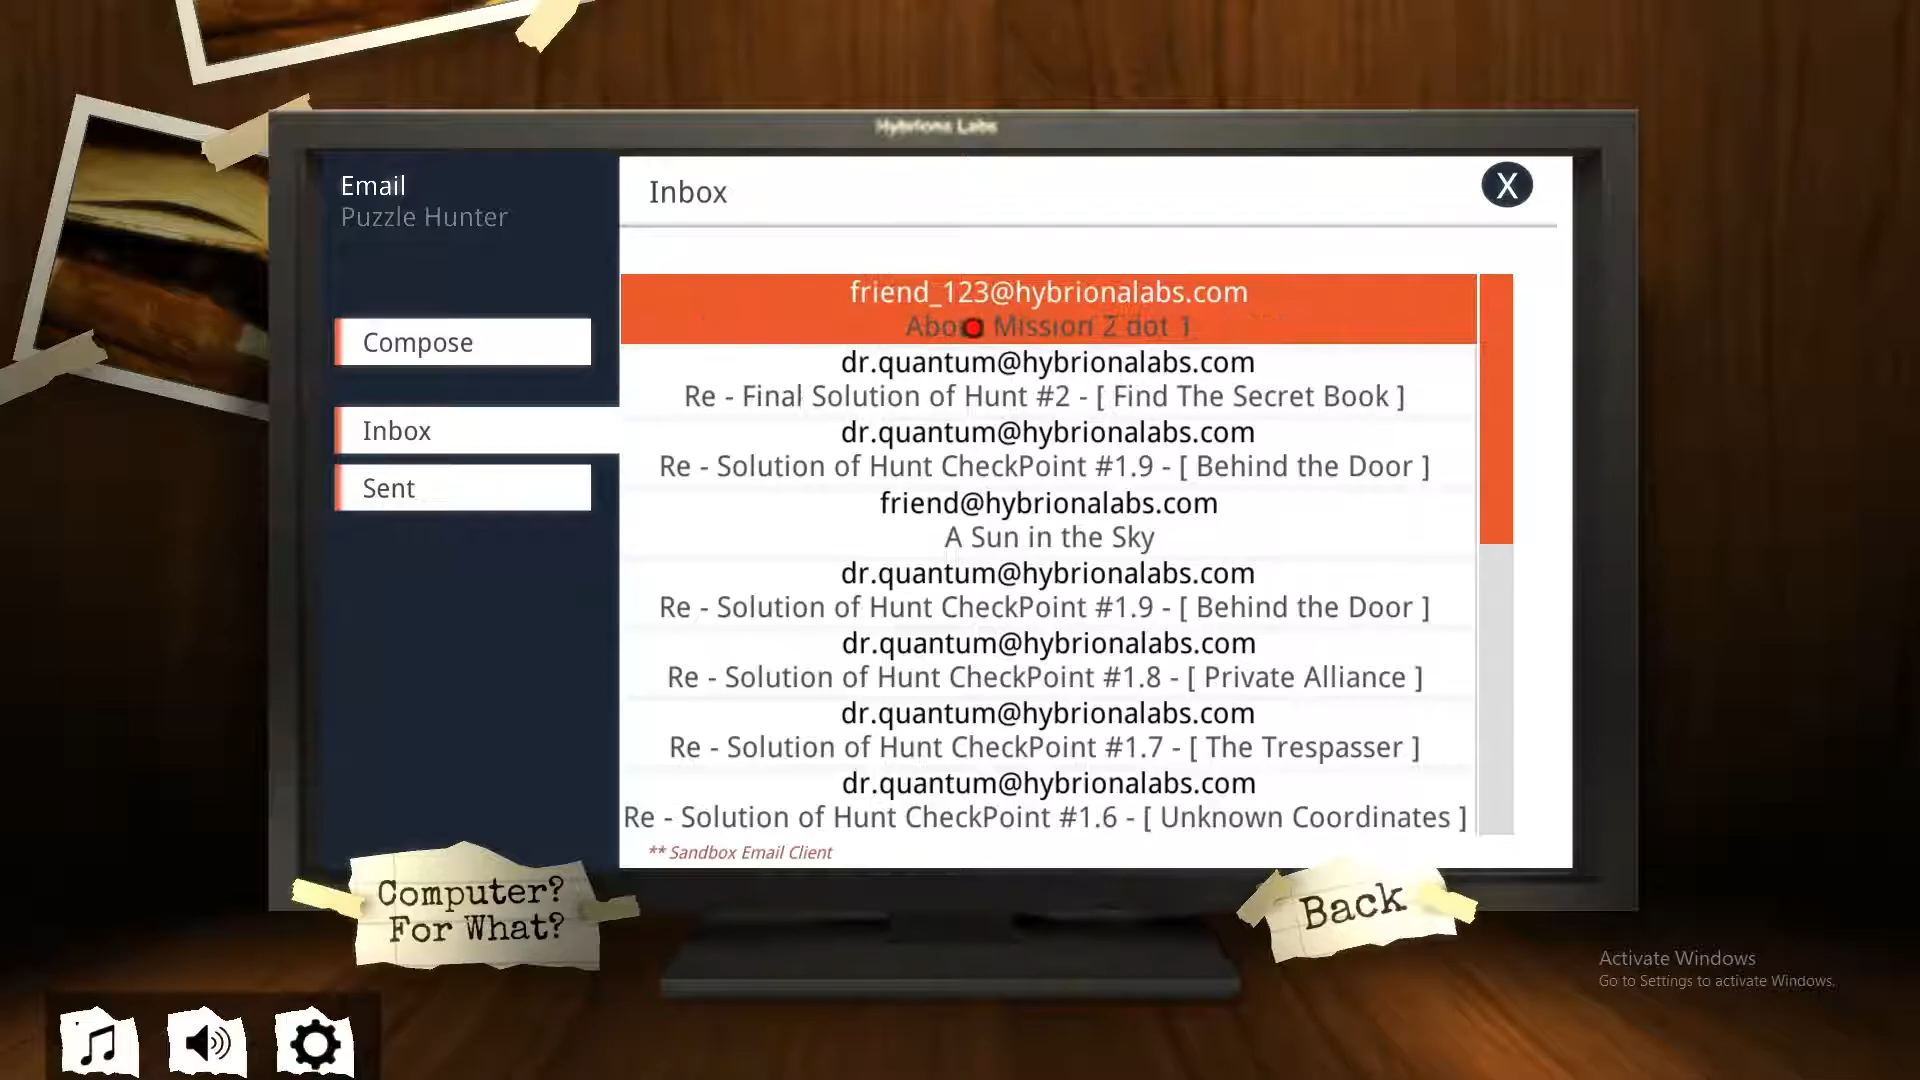 Hybriona Labs
Email
Puzzle Hunter
Inbox
X
Compose
Inbox
Sent
friend_123@hybrionalabs.com
About Mission 2 dot 1
dr.quantum@hybrionalabs.com
Re - Final Solution of Hunt #2 - [ Find The Secret Book ]
dr.quantum@hybrionalabs.com
Re - Solution of Hunt CheckPoint #1.9 - [ Behind the Door ]
friend@hybrionalabs.com
A Sun in the Sky
dr.quantum@hybrionalabs.com
Re - Solution of Hunt CheckPoint #1.9 - [ Behind the Door ]
dr.quantum@hybrionalabs.com
Re - Solution of Hunt CheckPoint #1.8 - [ Private Alliance ]
dr.quantum@hybrionalabs.com
Re - Solution of Hunt CheckPoint #1.7 - [ The Trespasser ]
dr.quantum@hybrionalabs.com
Re - Solution of Hunt CheckPoint #1.6 - [ Unknown Coordinates ]
** Sandbox Email Client
Computer?
For What?
Back
Activate Windows
Go to Settings to activate Windows.